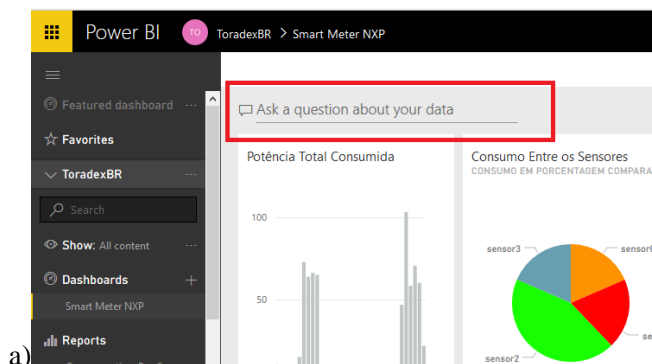 Power BI TO ToradexBR > Smart Meter NXP
Featured dashboard ...
Ask a question about your data
Favorites
ToradexBR ...
Search
Show: All content ...
Dashboards +
Smart Meter NXP
Reports
Potência Total Consumida
100
50
Consumo Entre os Sensores
CONSUMO EM PORCENTAGEM
sensor3
sensor2
a)